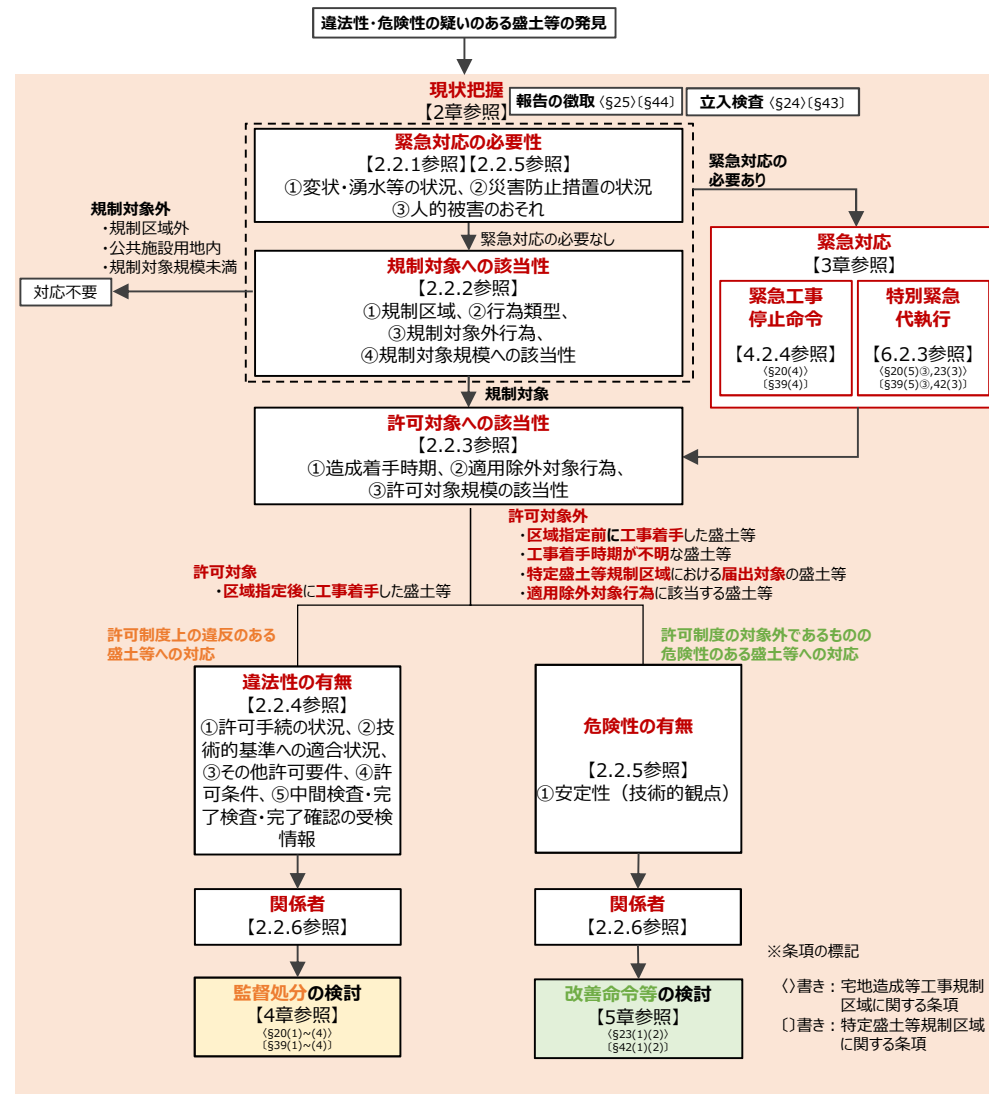 違法性・危険性の疑いのある盛土等の発見
現状把握
【2章参照】
報告の徴取〈§25〉〔§44〕
立入検査〈§24〉〔§43〕
緊急対応の必要性
【2.2.1参照】【2.2.5参照】
①変状・湧水等の状況、②災害防止措置の状況
③人的被害のおそれ
緊急対応の
必要あり
規制対象外
・規制区域外
・公共施設用地内
・規制対象規模未満
対応不要
緊急対応の必要なし
規制対象への該当性
【2.2.2参照】
①規制区域、②行為類型、
③規制対象外行為、
④規制対象規模への該当性
緊急対応
【3章参照】
緊急工事
停止命令
【4.2.4参照】
〈§20(4)〉
〔§39(4)〕
特別緊急
代執行
【6.2.3参照】
〈§20(5)③,23(3)〉
〔§39(5)③,42(3)〕
規制対象
許可対象への該当性
【2.2.3参照】
①造成着手時期、②適用除外対象行為、
③許可対象規模の該当性
許可対象外
・区域指定前に工事着手した盛土等
・工事着手時期が不明な盛土等
・特定盛土等規制区域における届出対象の盛土等
・適用除外対象行為に該当する盛土等
許可対象
・区域指定後に工事着手した盛土等
許可制度上の違反のある
盛土等への対応
許可制度の対象外であるものの
危険性のある盛土等への対応
違法性の有無
【2.2.4参照】
①許可手続の状況、②技
術的基準への適合状況、
③その他許可要件、④許
可条件、⑤中間検査・完
了検査・完了確認の受検
情報
危険性の有無
【2.2.5参照】
①安定性（技術的観点）
関係者
【2.2.6参照】
関係者
【2.2.6参照】
監督処分の検討
【4章参照】
〈§20(1)~(4)〉
〔§39(1)~(4)〕
改善命令等の検討
【5章参照】
〈§23(1)(2)〉
〔§42(1)(2)〕
※条項の標記
〈〉書き：宅地造成等工事規制
区域に関する条項
〔〕書き：特定盛土等規制区域
に関する条項